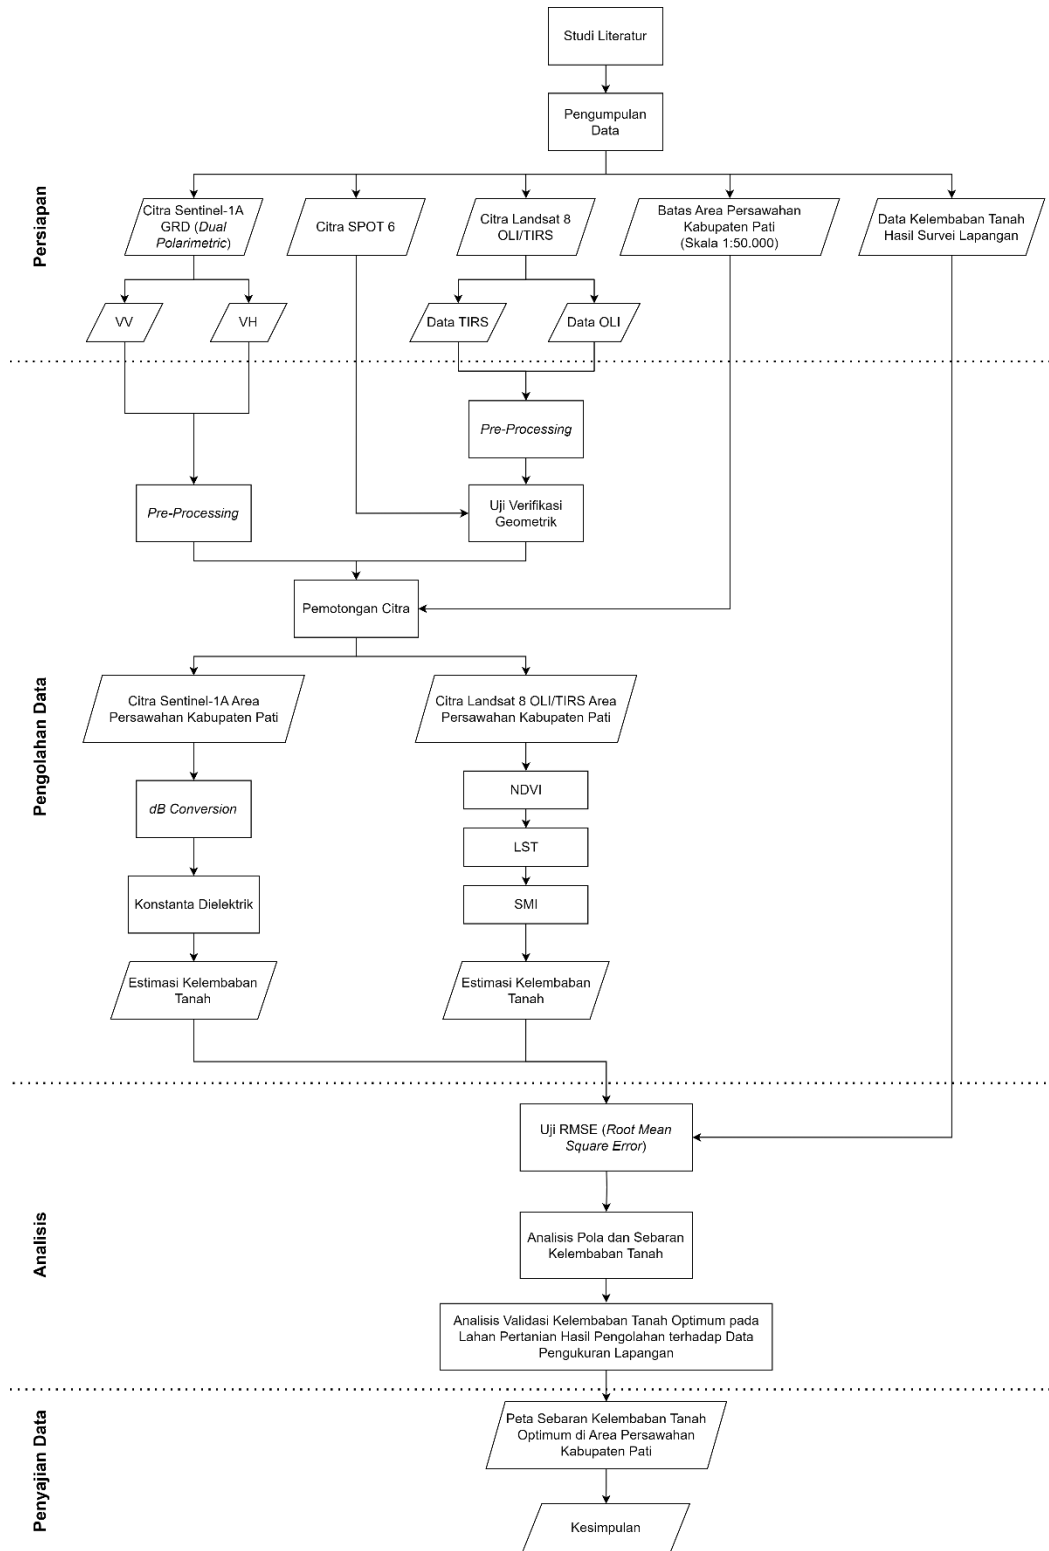 Studi Literatur
Pengumpulan
Data
Persiapan
Citra Sentinel-1A
GRD (Dual
Polarimetric)
Citra SPOT 6
Citra Landsat 8
OLI/TIRS
Batas Area Persawahan
Kabupaten Pati
(Skala 1:50.000)
Data Kelembaban Tanah
Hasil Survei Lapangan
VV
VH
Data TIRS
Data OLI
Pengolahan Data
Pre-Processing
Pre-Processing
Uji Verifikasi
Geometrik
Pemotongan Citra
Citra Sentinel-1A Area
Persawahan Kabupaten Pati
Citra Landsat 8 OLI/TIRS Area
Persawahan Kabupaten Pati
dB Conversion
Konstanta Dielektrik
Estimasi Kelembaban
Tanah
NDVI
LST
SMI
Estimasi Kelembaban
Tanah
Analisis
Uji RMSE (Root Mean
Square Error)
Analisis Pola dan Sebaran
Kelembaban Tanah
Analisis Validasi Kelembaban Tanah Optimum pada
Lahan Pertanian Hasil Pengolahan terhadap Data
Pengukuran Lapangan
Penyajian Data
Peta Sebaran Kelembaban Tanah
Optimum di Area Persawahan
Kabupaten Pati
Kesimpulan